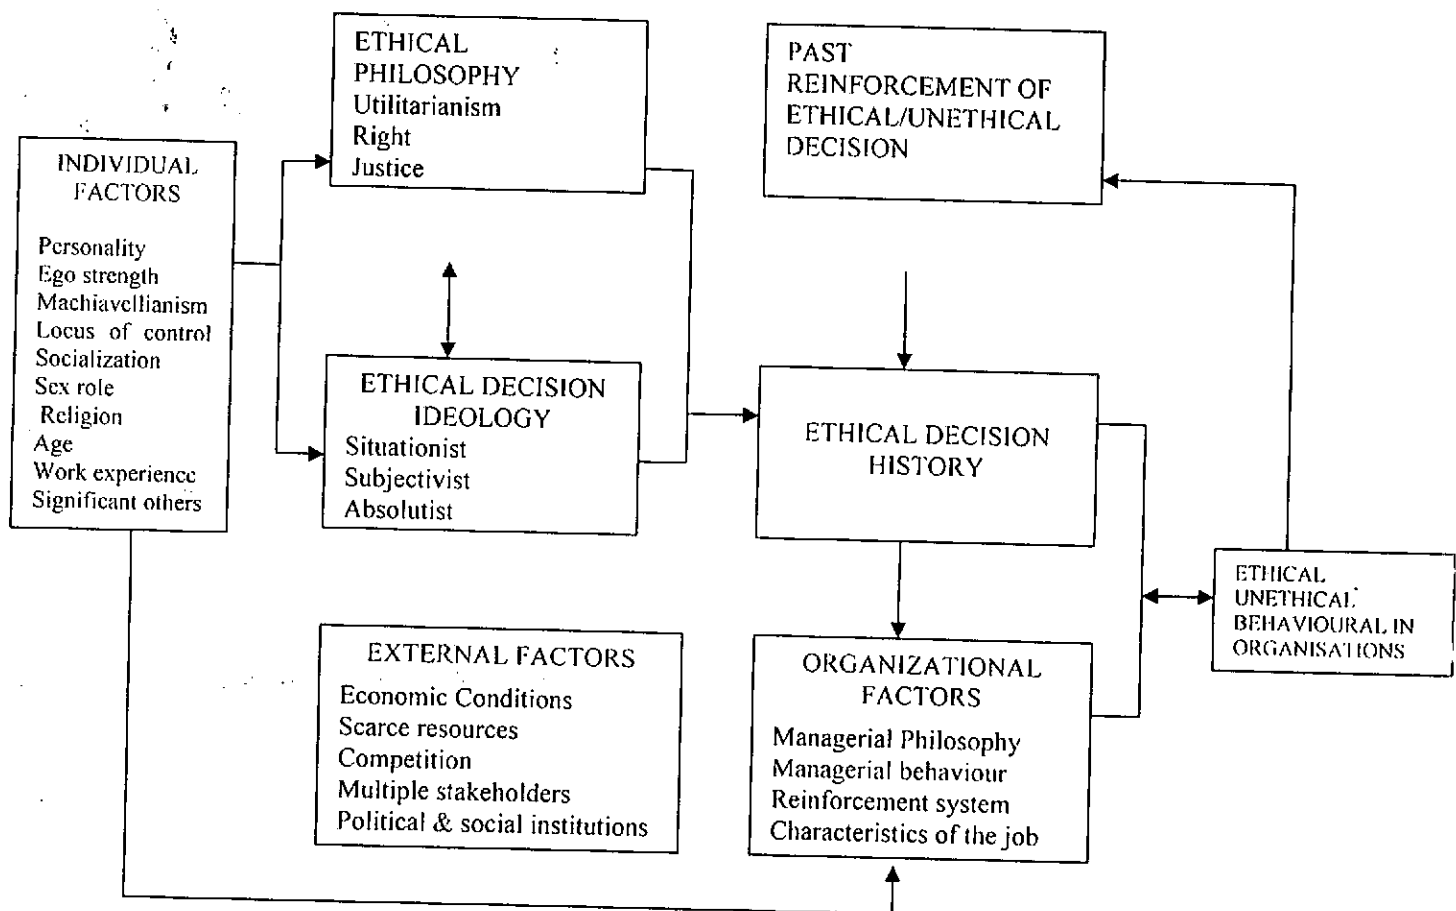 INDIVIDUAL
FACTORS
Personality
Ego strength
Machiavellianism
Locus of control
Socialization
Sex role
Religion
Age
Work experience
Significant others
ETHICAL
PHILOSOPHY
Utilitarianism
Right
Justice
ETHICAL DECISION
IDEOLOGY
Situationist
Subjectivist
Absolutist
EXTERNAL FACTORS
Economic Conditions
Scarce resources
Competition
Multiple stakeholders
Political & social institutions
PAST
REINFORCEMENT OF
ETHICAL/UNETHICAL
DECISION
ETHICAL DECISION
HISTORY
ORGANIZATIONAL
FACTORS
Managerial Philosophy
Managerial behaviour
Reinforcement system
Characteristics of the job
ETHICAL
UNETHICAL
BEHAVIOURAL IN
ORGANISATIONS